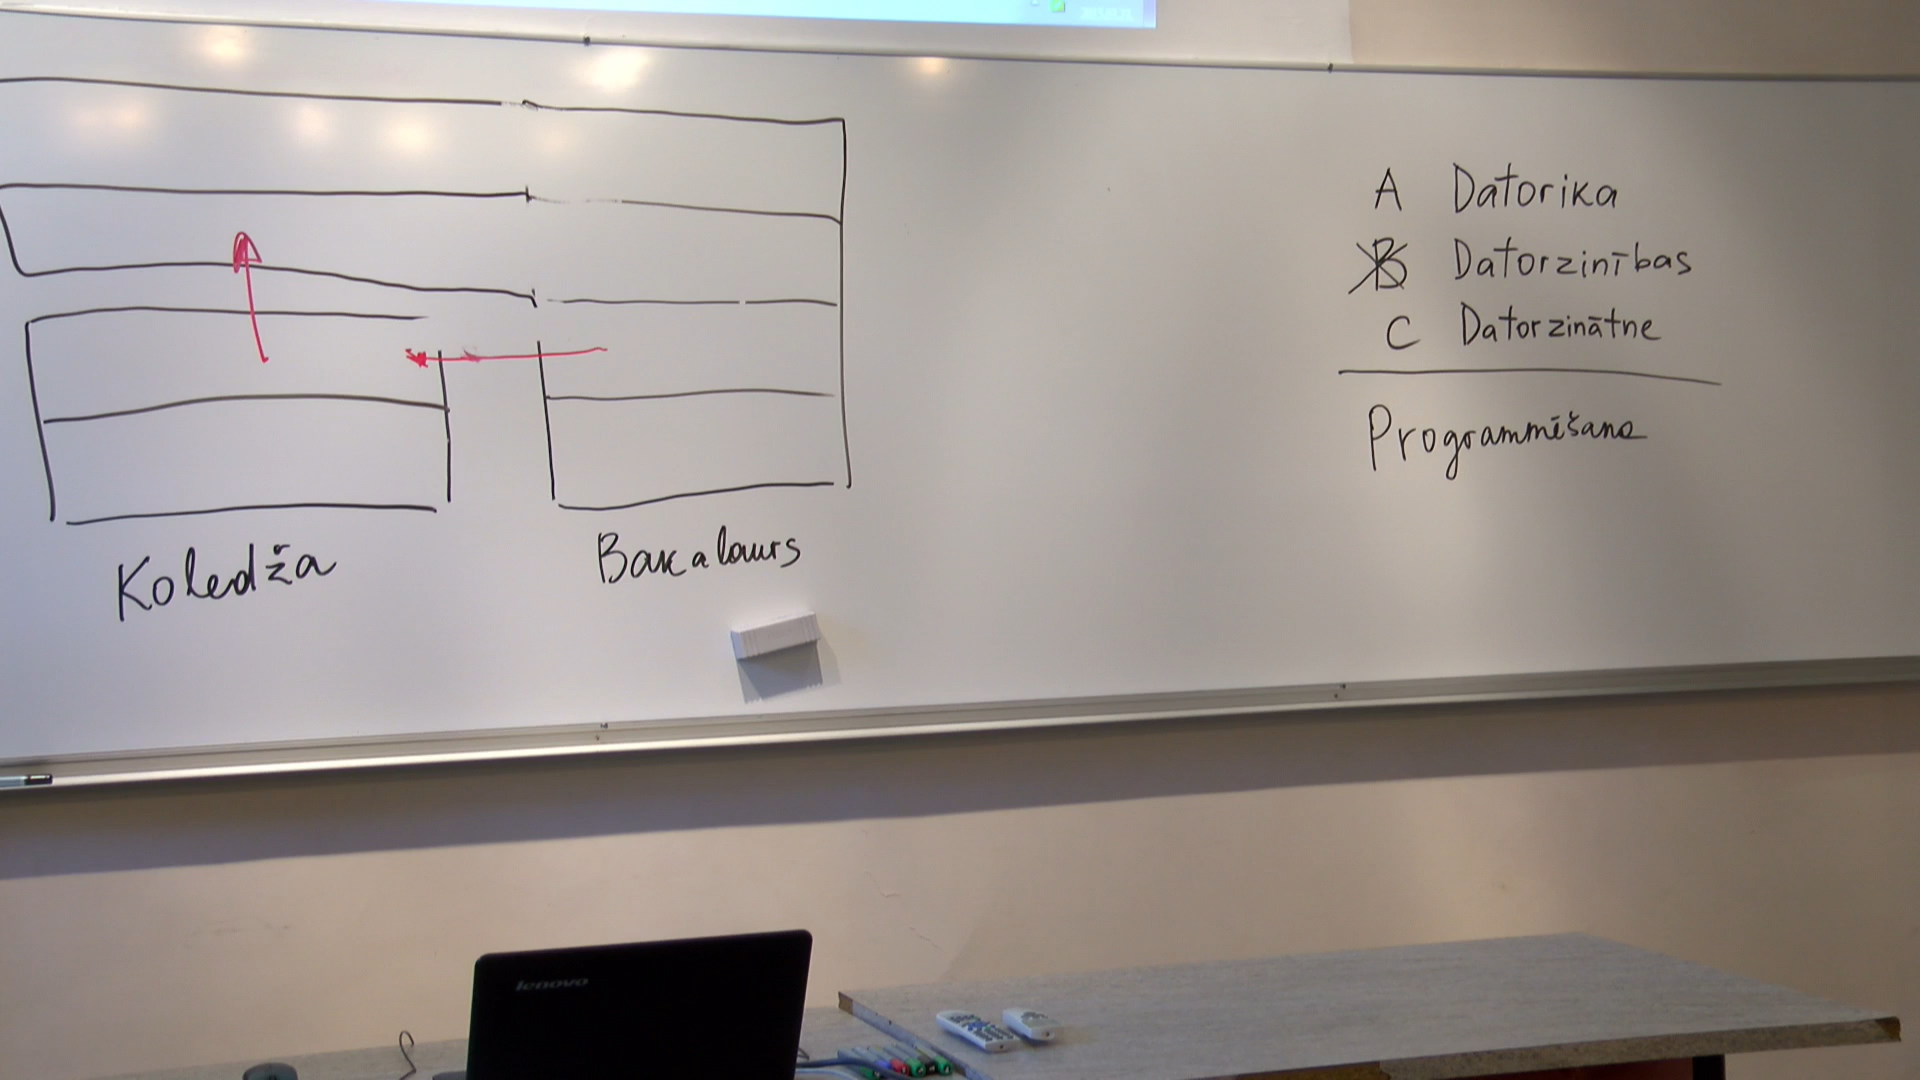 A Datorika
B Datorzinības
C Datorzinātne
Programmēšana
Koledža
Bakalaurs
lenovo